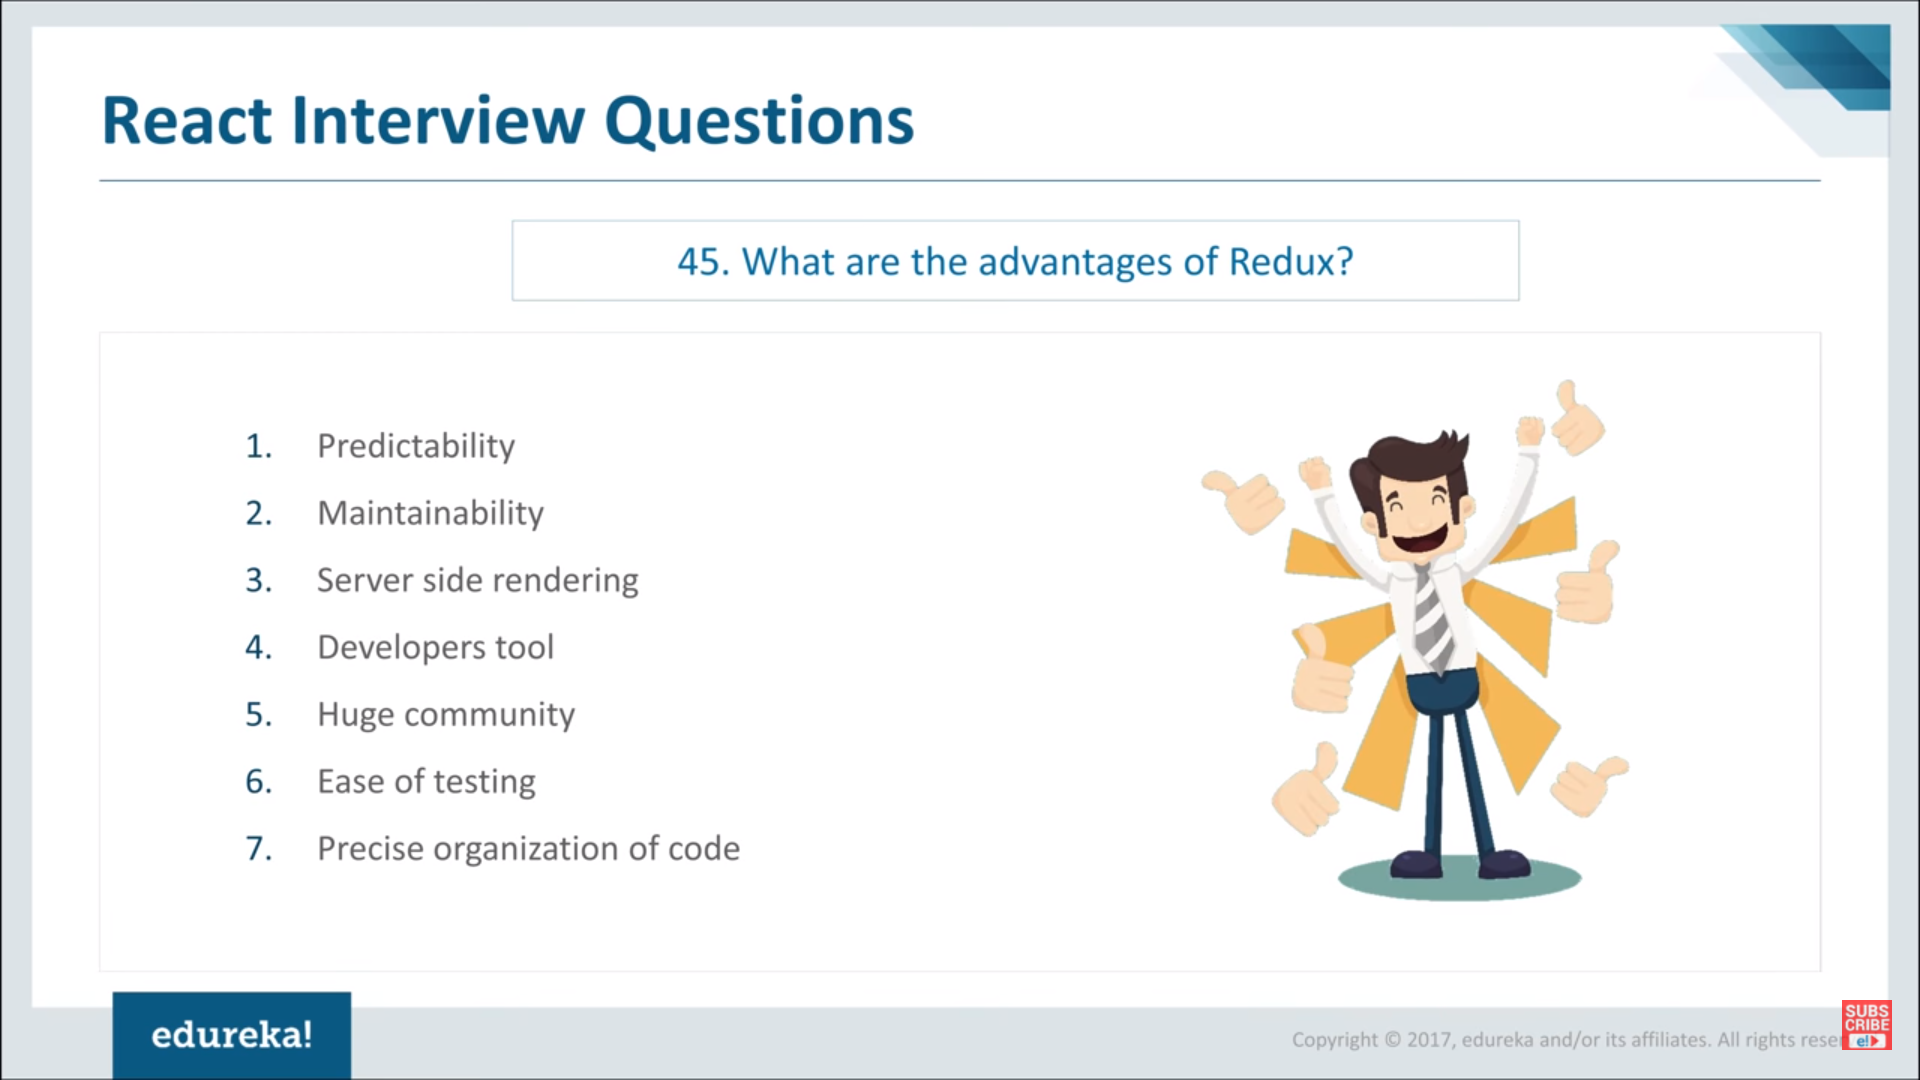 React Interview Questions
45. What are the advantages of Redux?
1. Predictability
2. Maintainability
3. Server side rendering
4. Developers tool
5. Huge community
6. Ease of testing
7. Precise organization of code
edureka!
Copyright © 2017, edureka and/or its affiliates. All rights reser
SUBS
CRIBE
e!